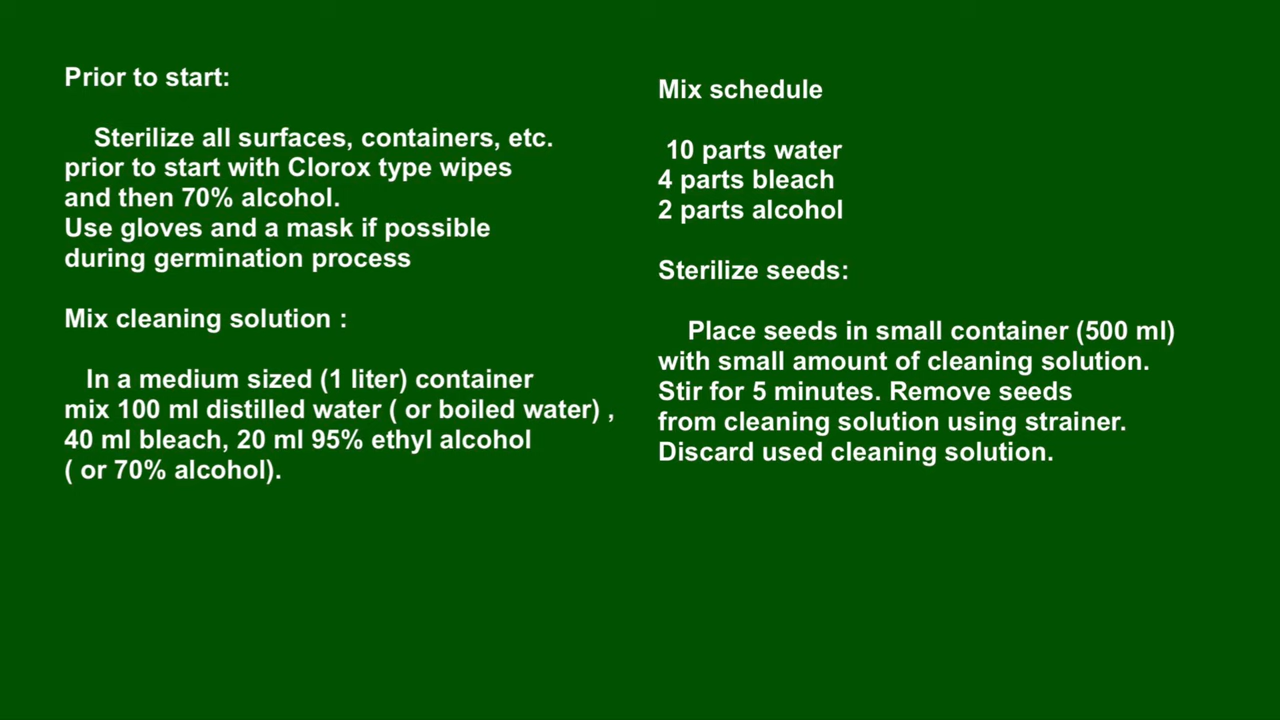 Prior to start:
Sterilize all surfaces, containers, etc.
prior to start with Clorox type wipes
and then 70% alcohol.
Use gloves and a mask if possible
during germination process
Mix cleaning solution :
In a medium sized (1 liter) container
mix 100 ml distilled water ( or boiled water) ,
40 ml bleach, 20 ml 95% ethyl alcohol
( or 70% alcohol).
Mix schedule
10 parts water
4 parts bleach
2 parts alcohol
Sterilize seeds:
Place seeds in small container (500 ml)
with small amount of cleaning solution.
Stir for 5 minutes. Remove seeds
from cleaning solution using strainer.
Discard used cleaning solution.